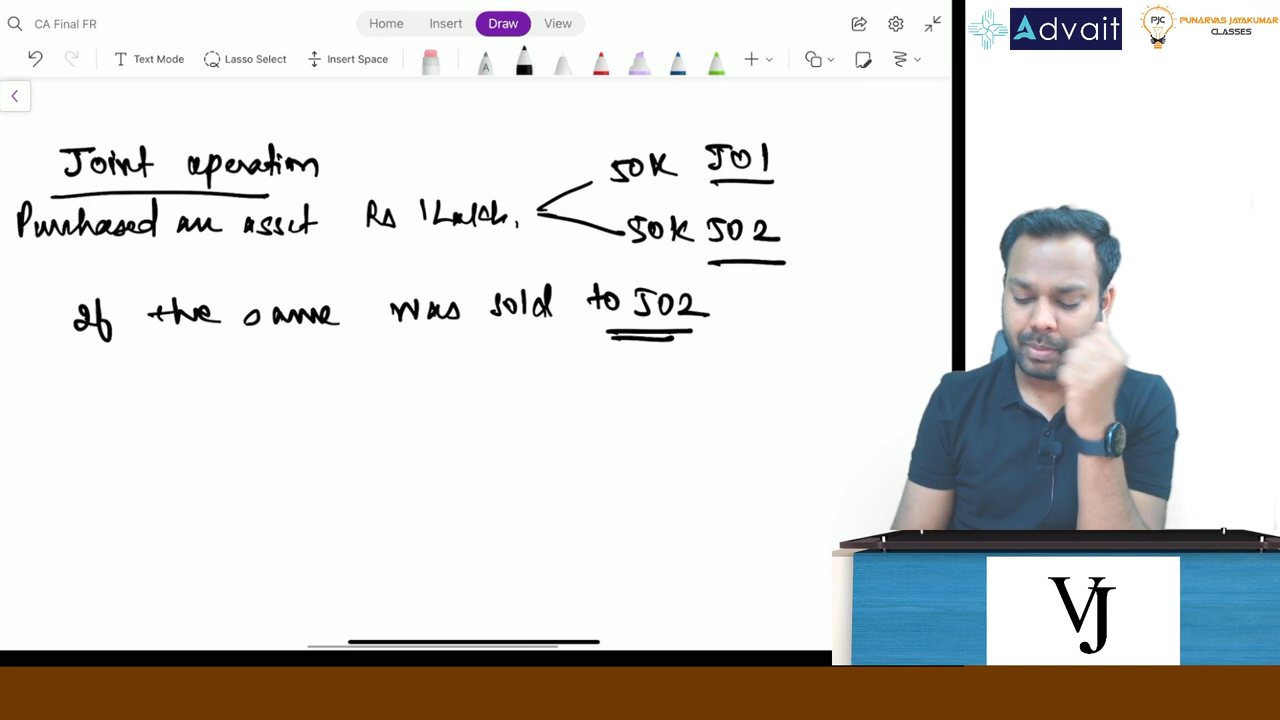 CA Final FR
Home Insert Draw View
Advait
PJC PUNARVAS JAYAKUMAR CLASSES
Text Mode Lasso Select Insert Space
A
Joint operation
50K JO1
Purchased an asset Rs 1 Lakh.
50K JO2
If the same was sold to JO2
VJ